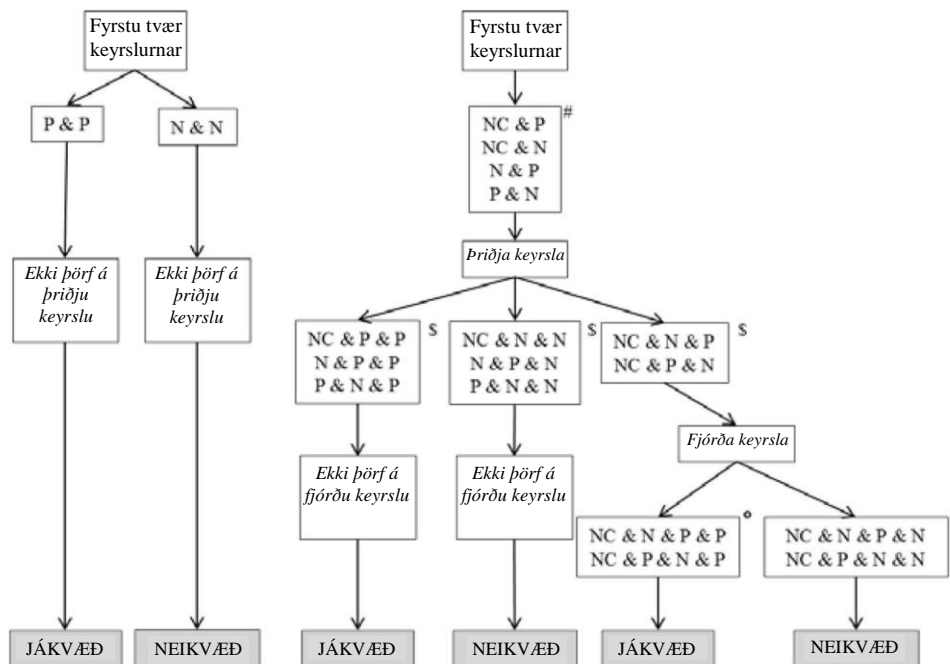 Fyrstu tvær
keyrslurnar
P & P
N & N
Ekki þörf á
þriðju
keyrslu
Ekki þörf á
þriðju
keyrslu
JÁKVÆÐ
NEIKVÆÐ
Fyrstu tvær
keyrslurnar
NC & P
NC & N
N & P
P & N
#
Þriðja keyrsla
NC & P & P
N & P & P
P & N & P
$
NC & N & N
N & P & N
P & N & N
$
NC & N & P
NC & P & N
$
Ekki þörf á
fjórðu keyrslu
Ekki þörf á
fjórðu keyrslu
Fjórða keyrsla
NC & N & P & P
NC & P & N & P
°
NC & N & P & N
NC & P & N & N
JÁKVÆÐ
NEIKVÆÐ
JÁKVÆÐ
NEIKVÆÐ